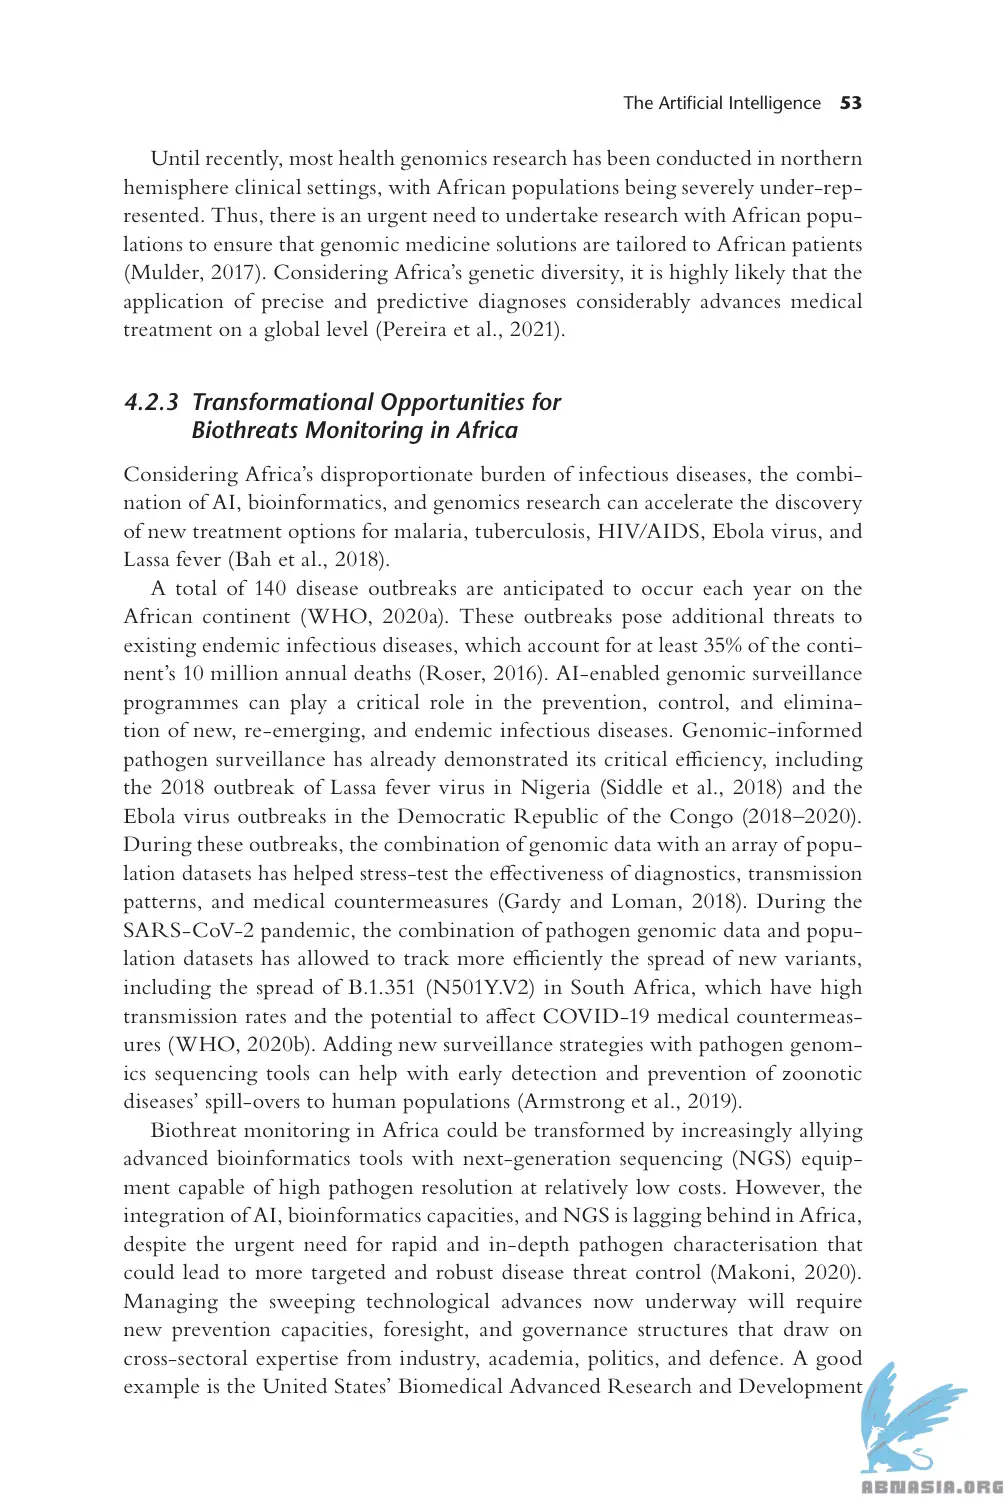 The Artificial Intelligence 53
Until recently, most health genomics research has been conducted in northern
hemisphere clinical settings, with African populations being severely under-rep-
resented. Thus, there is an urgent need to undertake research with African popu-
lations to ensure that genomic medicine solutions are tailored to African patients
(Mulder, 2017). Considering Africa's genetic diversity, it is highly likely that the
application of precise and predictive diagnoses considerably advances medical
treatment on a global level (Pereira et al., 2021).
4.2.3 Transformational Opportunities for
Biothreats Monitoring in Africa
Considering Africa's disproportionate burden of infectious diseases, the combi-
nation of AI, bioinformatics, and genomics research can accelerate the discovery
of new treatment options for malaria, tuberculosis, HIV/AIDS, Ebola virus, and
Lassa fever (Bah et al., 2018).
A total of 140 disease outbreaks are anticipated to occur each year on the
African continent (WHO, 2020a). These outbreaks pose additional threats to
existing endemic infectious diseases, which account for at least 35% of the conti-
nent's 10 million annual deaths (Roser, 2016). AI-enabled genomic surveillance
programmes can play a critical role in the prevention, control, and elimina-
tion of new, re-emerging, and endemic infectious diseases. Genomic-informed
pathogen surveillance has already demonstrated its critical efficiency, including
the 2018 outbreak of Lassa fever virus in Nigeria (Siddle et al., 2018) and the
Ebola virus outbreaks in the Democratic Republic of the Congo (2018–2020).
During these outbreaks, the combination of genomic data with an array of popu-
lation datasets has helped stress-test the effectiveness of diagnostics, transmission
patterns, and medical countermeasures (Gardy and Loman, 2018). During the
SARS-CoV-2 pandemic, the combination of pathogen genomic data and popu-
lation datasets has allowed to track more efficiently the spread of new variants,
including the spread of B.1.351 (N501Y.V2) in South Africa, which have high
transmission rates and the potential to affect COVID-19 medical countermeas-
ures (WHO, 2020b). Adding new surveillance strategies with pathogen genom-
ics sequencing tools can help with early detection and prevention of zoonotic
diseases' spill-overs to human populations (Armstrong et al., 2019).
Biothreat monitoring in Africa could be transformed by increasingly allying
advanced bioinformatics tools with next-generation sequencing (NGS) equip-
ment capable of high pathogen resolution at relatively low costs. However, the
integration of AI, bioinformatics capacities, and NGS is lagging behind in Africa,
despite the urgent need for rapid and in-depth pathogen characterisation that
could lead to more targeted and robust disease threat control (Makoni, 2020).
Managing the sweeping technological advances now underway will require
new prevention capacities, foresight, and governance structures that draw on
cross-sectoral expertise from industry, academia, politics, and defence. A good
example is the United States' Biomedical Advanced Research and Development
ABNASIA.ORG